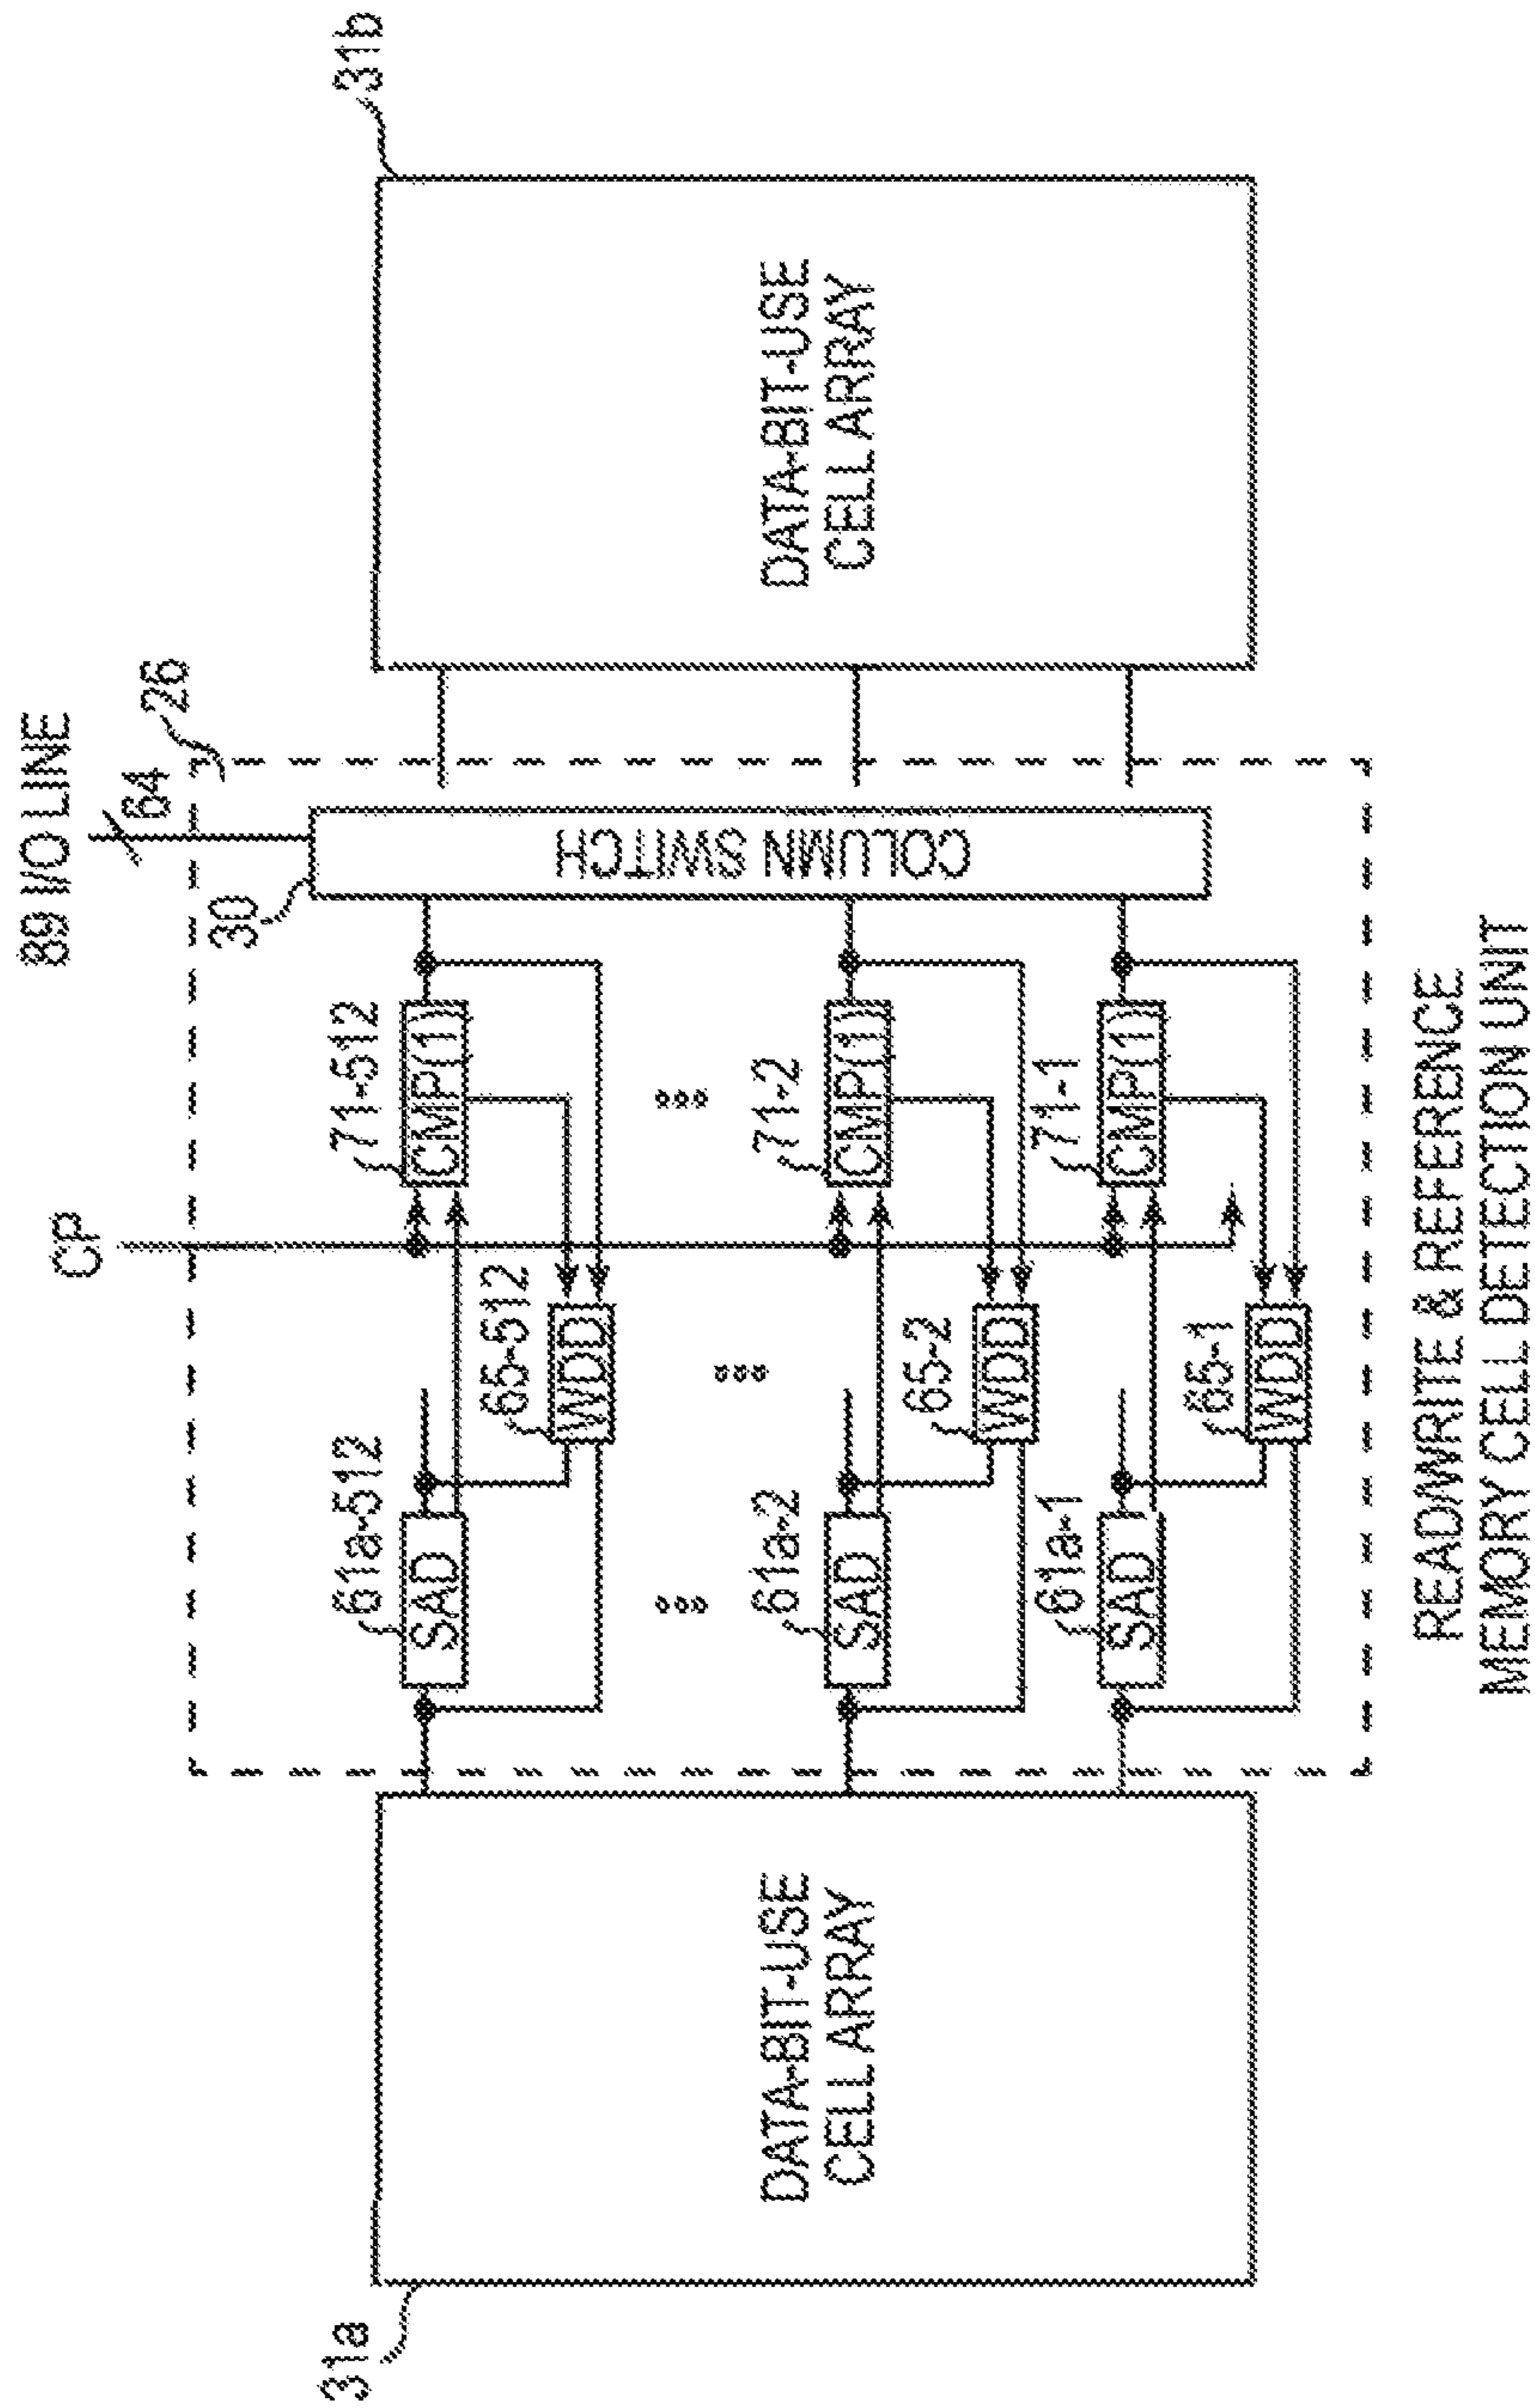 89 I/O LINE
64
26
30
CP
31a
31b
DATA-BIT-USE
CELL ARRAY
61a-512
SAD
65-512
WDD
71-512
CMP(1)
61a-2
SAD
65-2
WDD
71-2
CMP(1)
61a-1
SAD
65-1
WDD
71-1
CMP(1)
COLUMN SWITCH
DATA-BIT-USE
CELL ARRAY
READ/WRITE & REFERENCE
MEMORY CELL DETECTION UNIT